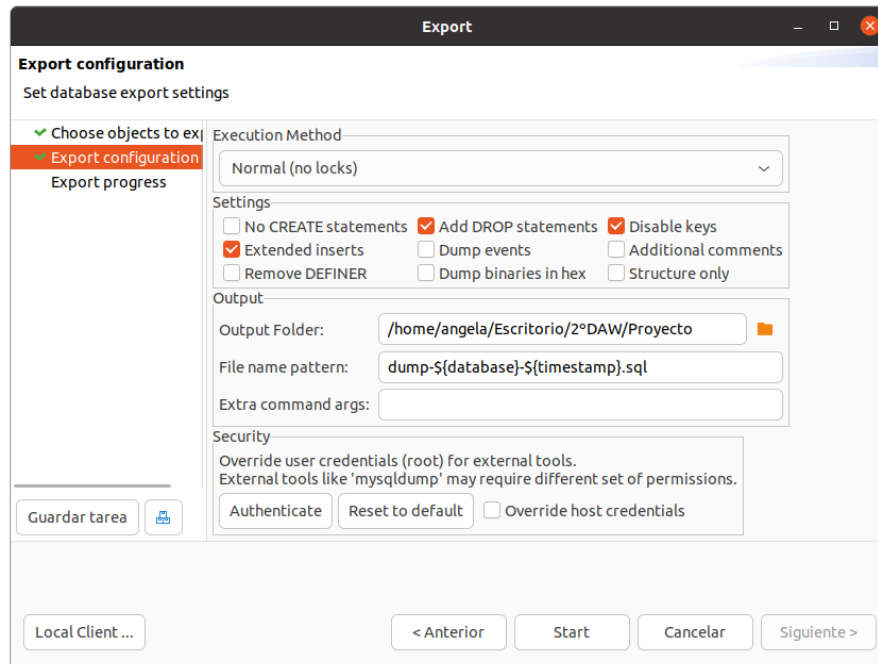 Export
Export configuration
Set database export settings
Choose objects to exp
Export configuration
Export progress
Execution Method
Normal (no locks)
Settings
No CREATE statements Add DROP statements Disable keys
Extended inserts Dump events Additional comments
Remove DEFINER Dump binaries in hex Structure only
Output
Output Folder: /home/angela/Escritorio/2ºDAW/Proyecto
File name pattern: dump-${database}-${timestamp}.sql
Extra command args:
Security
Override user credentials (root) for external tools.
External tools like 'mysqldump' may require different set of permissions.
Authenticate Reset to default Override host credentials
Guardar tarea
Local Client ... < Anterior Start Cancelar Siguiente >